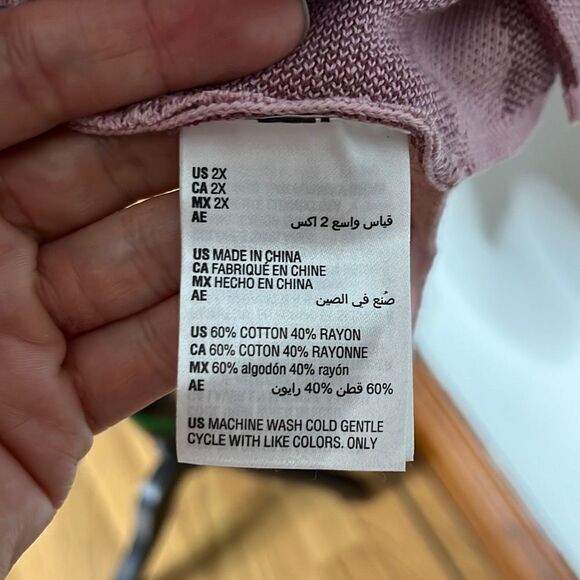 US 2X
CA 2X
MX 2X
AE قياس واسع 2 اكس
US MADE IN CHINA
CA FABRIQUÉ EN CHINE
MX HECHO EN CHINA
AE صُنع في الصين
US 60% COTTON 40% RAYON
CA 60% COTON 40% RAYONNE
MX 60% algodón 40% rayón
AE 60% قطن 40% رايون
US MACHINE WASH COLD GENTLE
CYCLE WITH LIKE COLORS. ONLY